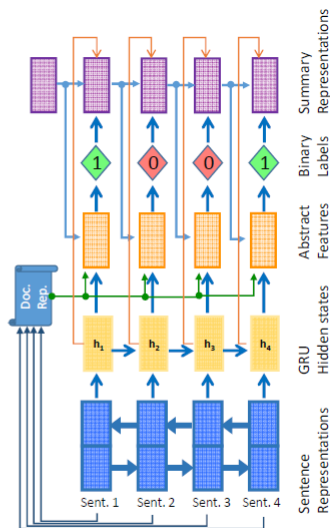 Summary
Representations
1
0
0
1
Binary
Labels
Abstract
Features
Doc.
Rep.
h1
h2
h3
h4
GRU
Hidden states
Sentence
Representations
Sent. 1
Sent. 2
Sent. 3
Sent. 4